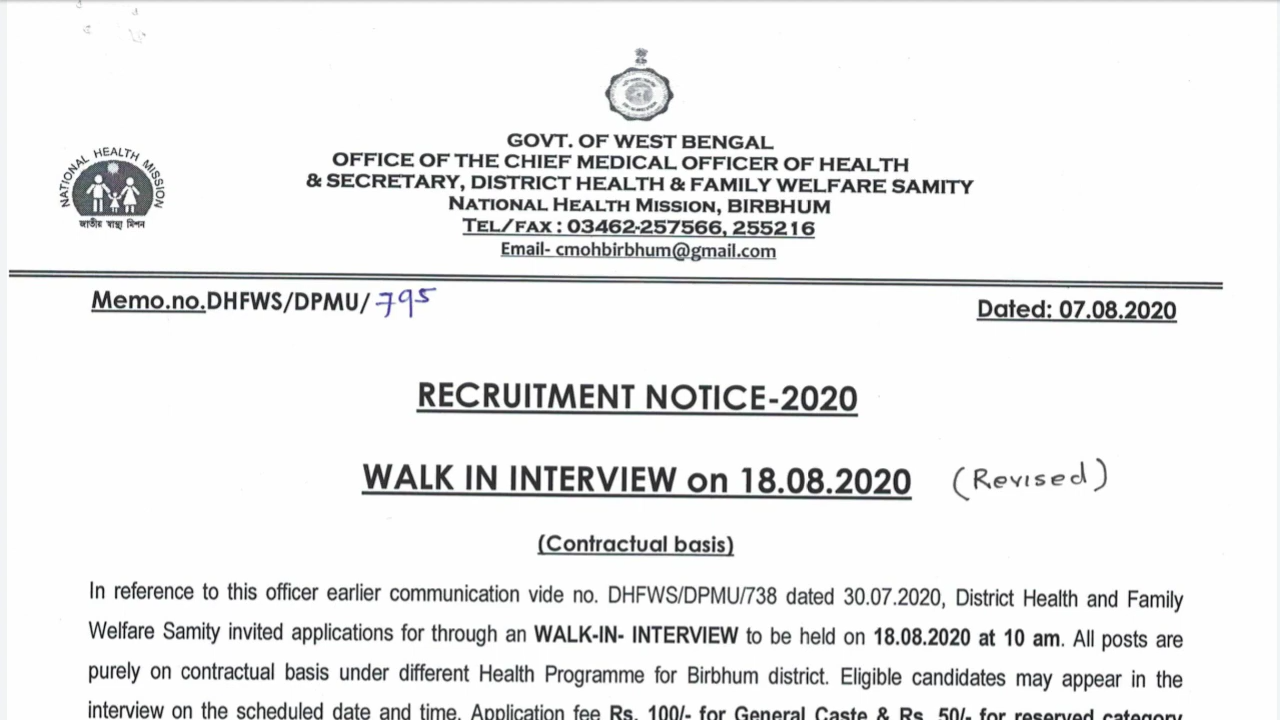 GOVT. OF WEST BENGAL
OFFICE OF THE CHIEF MEDICAL OFFICER OF HEALTH
& SECRETARY, DISTRICT HEALTH & FAMILY WELFARE SAMITY
NATIONAL HEALTH MISSION, BIRBHUM
TEL/FAX : 03462-257566, 255216
Email- cmohbirbhum@gmail.com
NATIONAL HEALTH MISSION
জাতীয় স্বাস্থ্য মিশন
Memo.no.DHFWS/DPMU/795
Dated: 07.08.2020
RECRUITMENT NOTICE-2020
WALK IN INTERVIEW on 18.08.2020 (Revised)
(Contractual basis)
In reference to this officer earlier communication vide no. DHFWS/DPMU/738 dated 30.07.2020, District Health and Family
Welfare Samity invited applications for through an WALK-IN- INTERVIEW to be held on 18.08.2020 at 10 am. All posts are
purely on contractual basis under different Health Programme for Birbhum district. Eligible candidates may appear in the
interview on the scheduled date and time. Application fee Rs. 100/- for General Caste & Rs. 50/- for reserved category